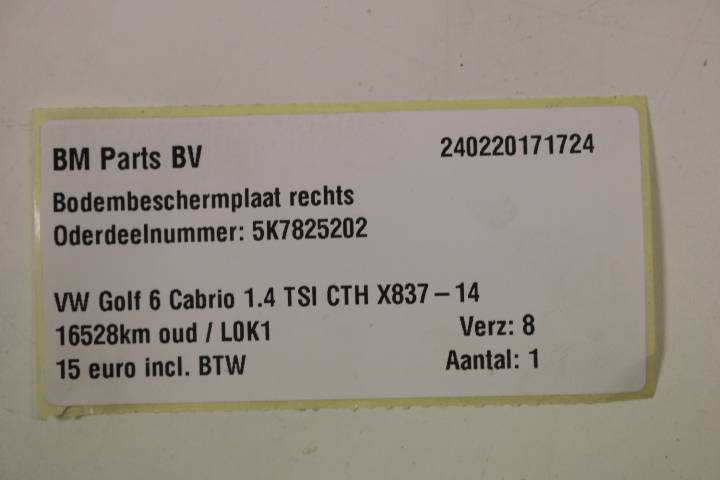 BM Parts BV 240220171724
Bodembeschermplaat rechts
Oderdeelnummer: 5K7825202
VW Golf 6 Cabrio 1.4 TSI CTH X837-14
16528km oud / L0K1 Verz: 8
15 euro incl. BTW Aantal: 1